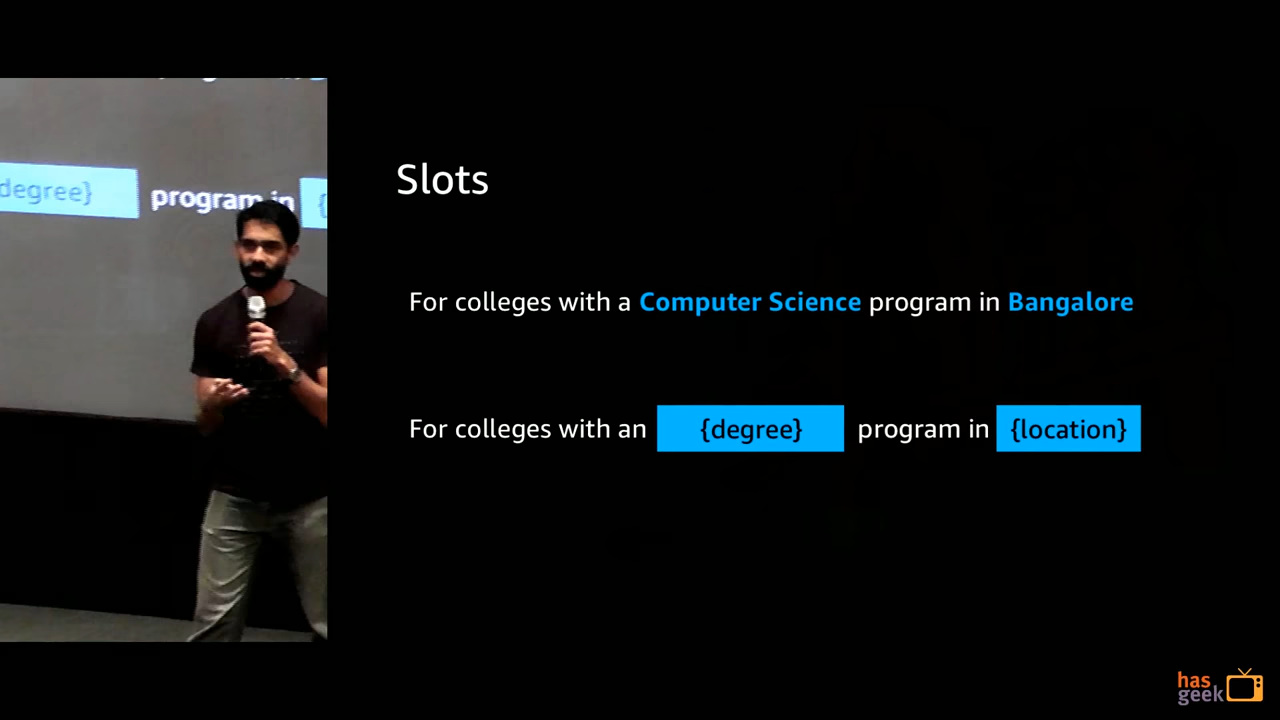 degree}
program in {
Slots
For colleges with a Computer Science program in Bangalore
For colleges with an {degree} program in {location}
has
geek